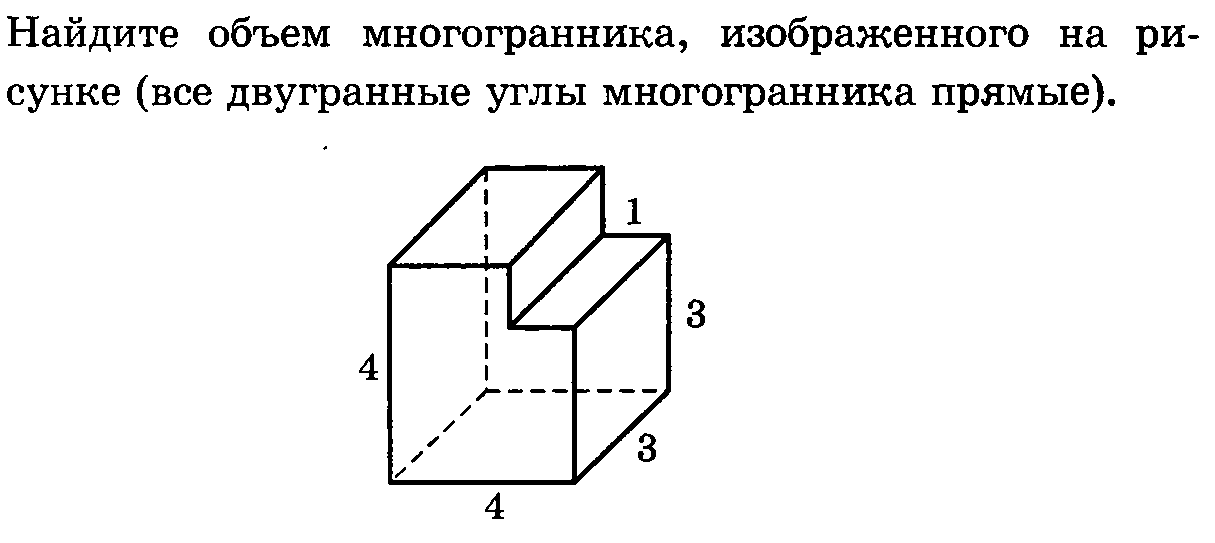 Найдите объем многогранника, изображенного на ри-
сунке (все двугранные углы многогранника прямые).
1
3
4
3
4